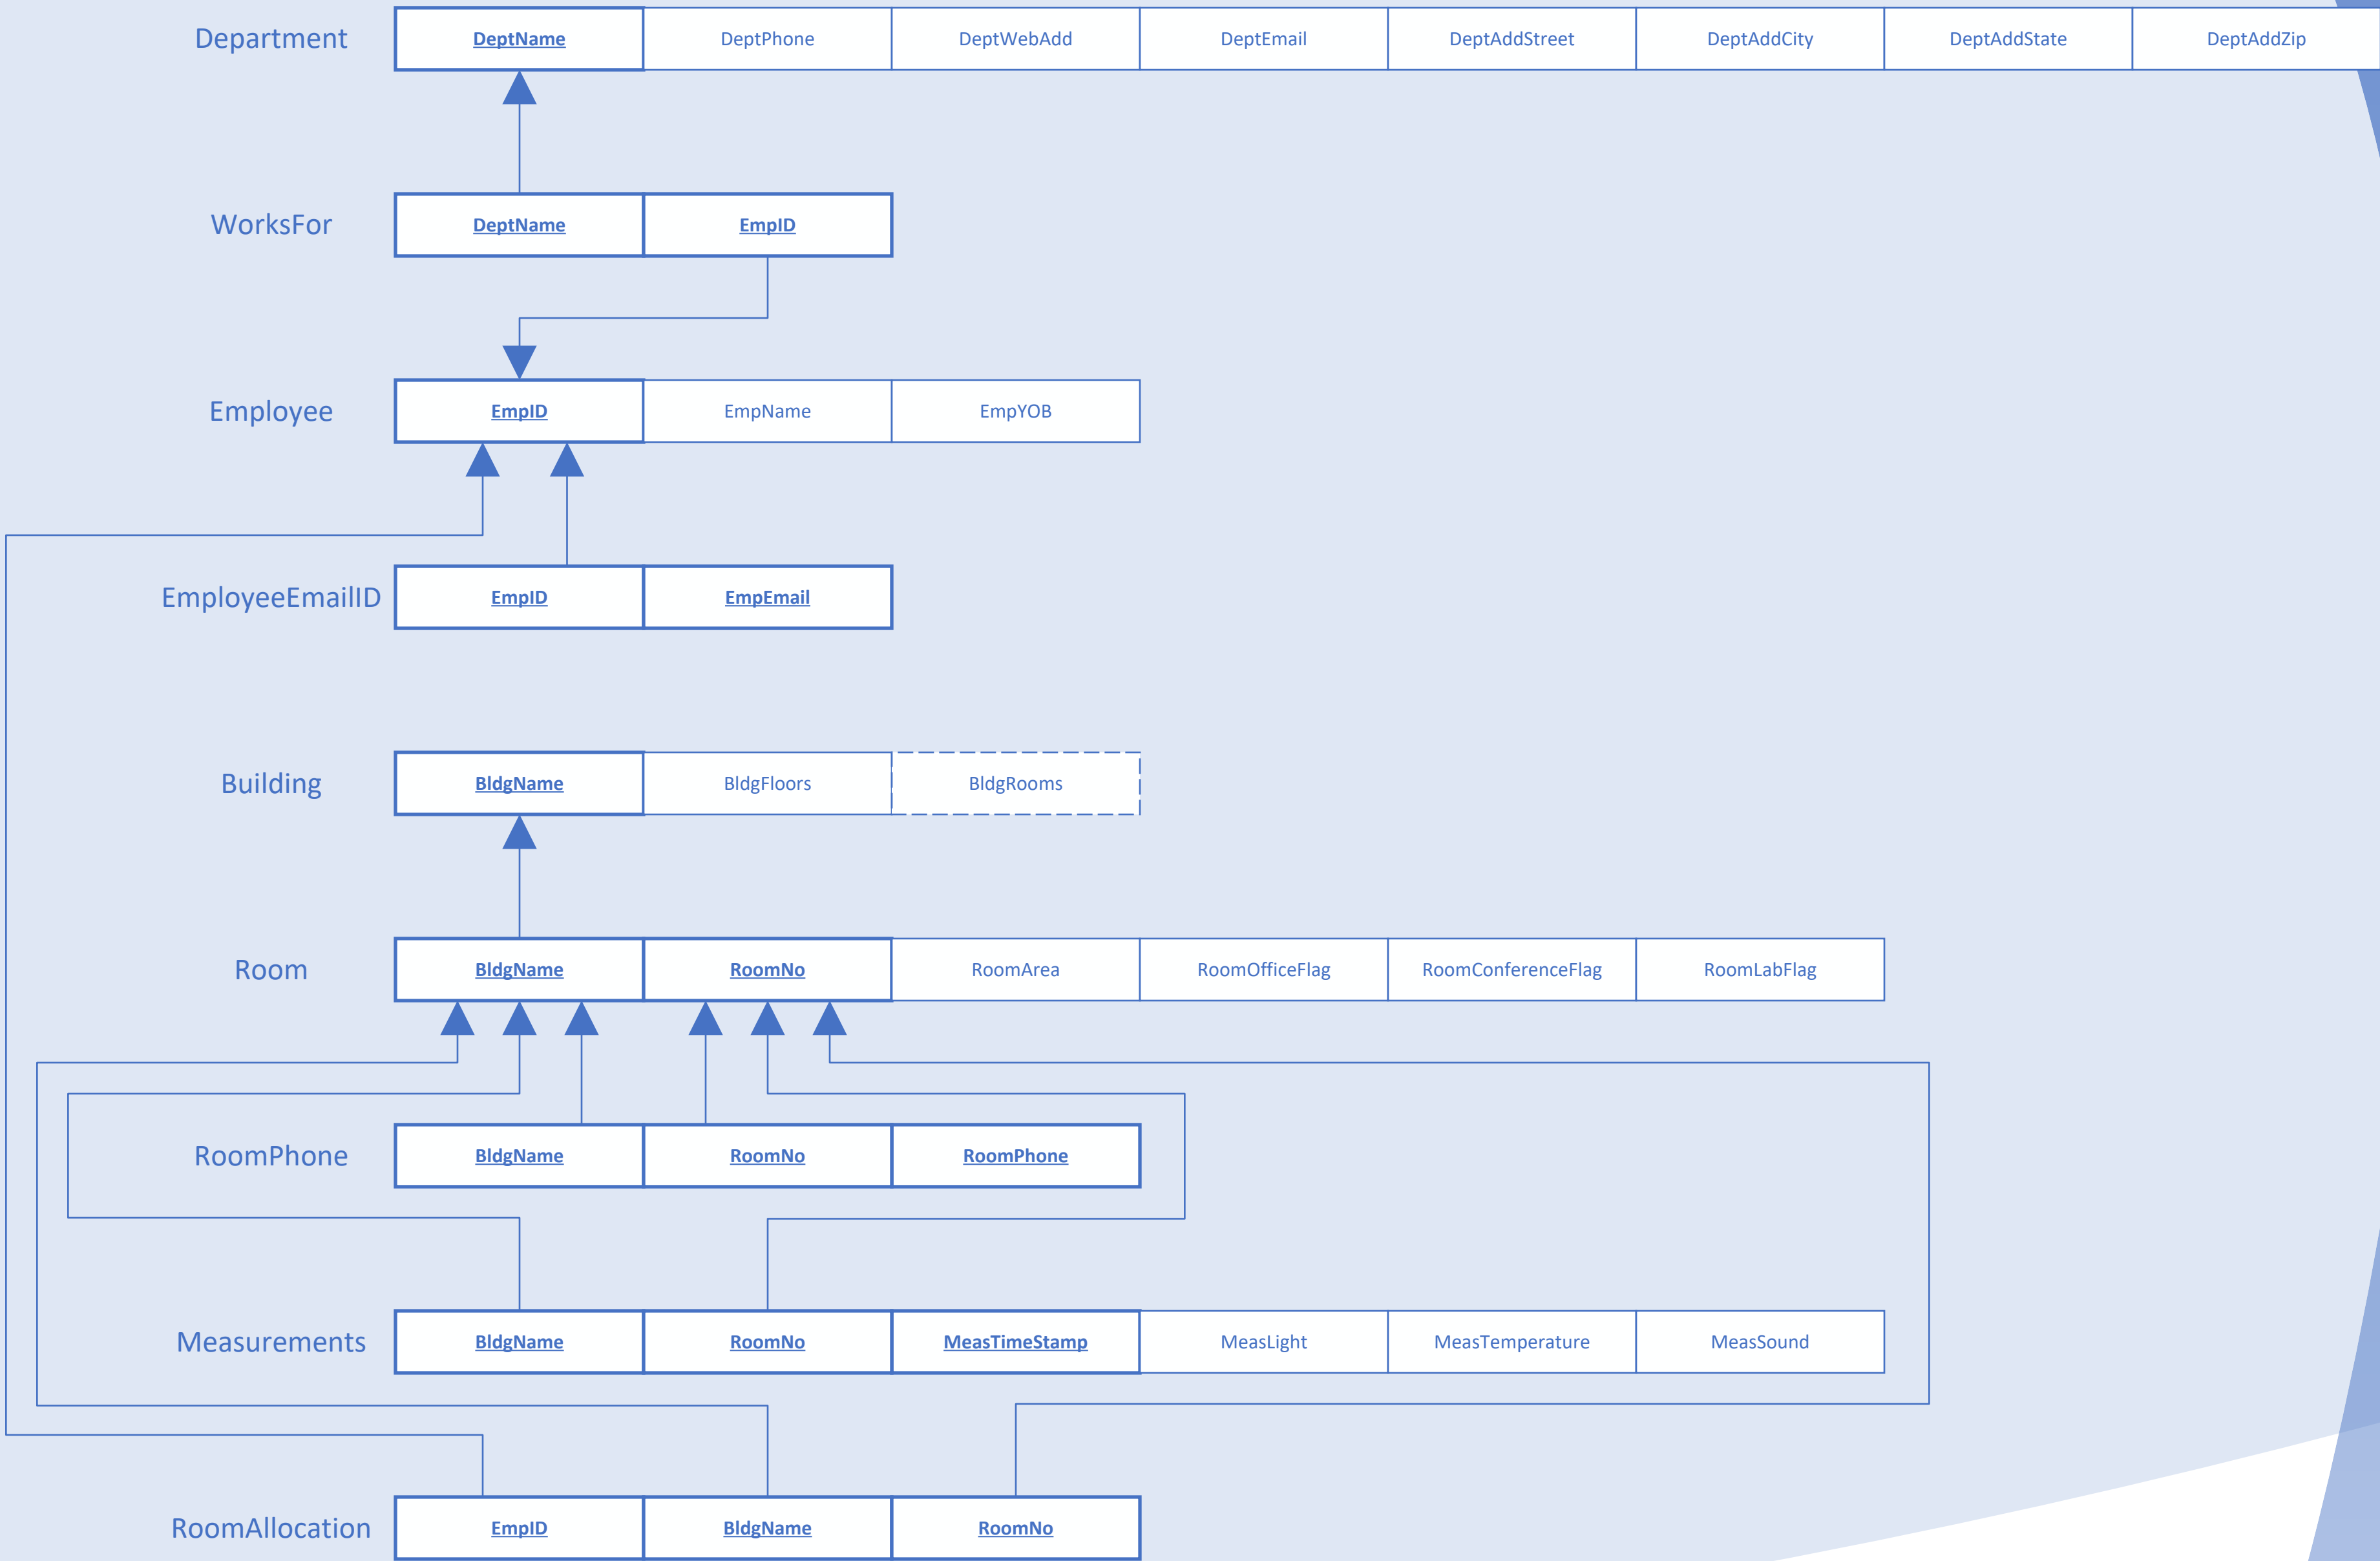 Department DeptName DeptPhone DeptWebAdd DeptEmail DeptAddStreet DeptAddCity DeptAddState DeptAddZip
WorksFor DeptName EmpID
Employee EmpID EmpName EmpYOB
EmployeeEmailID EmpID EmpEmail
Building BldgName BldgFloors BldgRooms
Room BldgName RoomNo RoomArea RoomOfficeFlag RoomConferenceFlag RoomLabFlag
RoomPhone BldgName RoomNo RoomPhone
Measurements BldgName RoomNo MeasTimeStamp MeasLight MeasTemperature MeasSound
RoomAllocation EmpID BldgName RoomNo